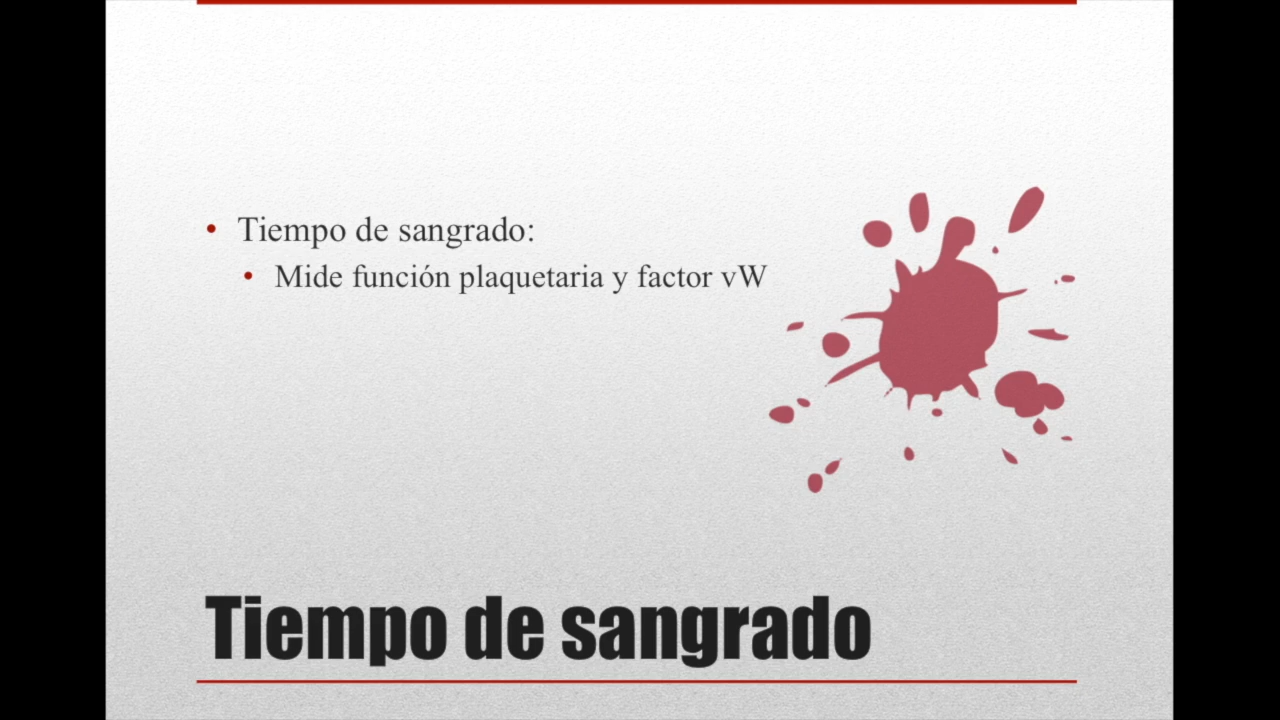 • Tiempo de sangrado:
• Mide función plaquetaria y factor vW
Tiempo de sangrado